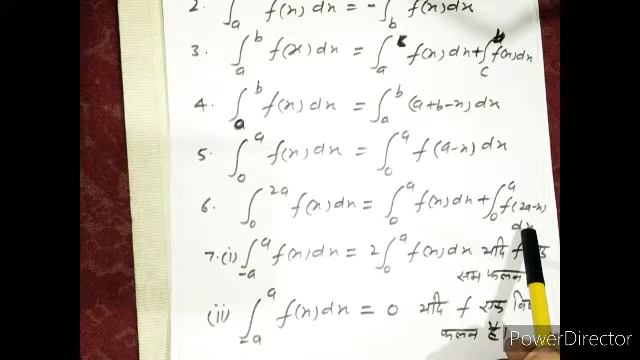 2. ∫_a f(x)dx = -∫_b f(x)dx
3. ∫_a^b f(x)dx = ∫_a^c f(x)dx + ∫_c^b f(x)dx
4. ∫_a^b f(x)dx = ∫_a^b (a+b-x)dx
5. ∫_0^a f(x)dx = ∫_0^a f(a-x)dx
6. ∫_0^2a f(x)dx = ∫_0^a f(x)dx + ∫_0^a f(2a-x)
dx
7.(i) ∫_-a^a f(x)dx = 2∫_0^a f(x)dx यदि f
सम फलन
(ii) ∫_-a^a f(x)dx = 0 यदि f एक
फलन है।
PowerDirector